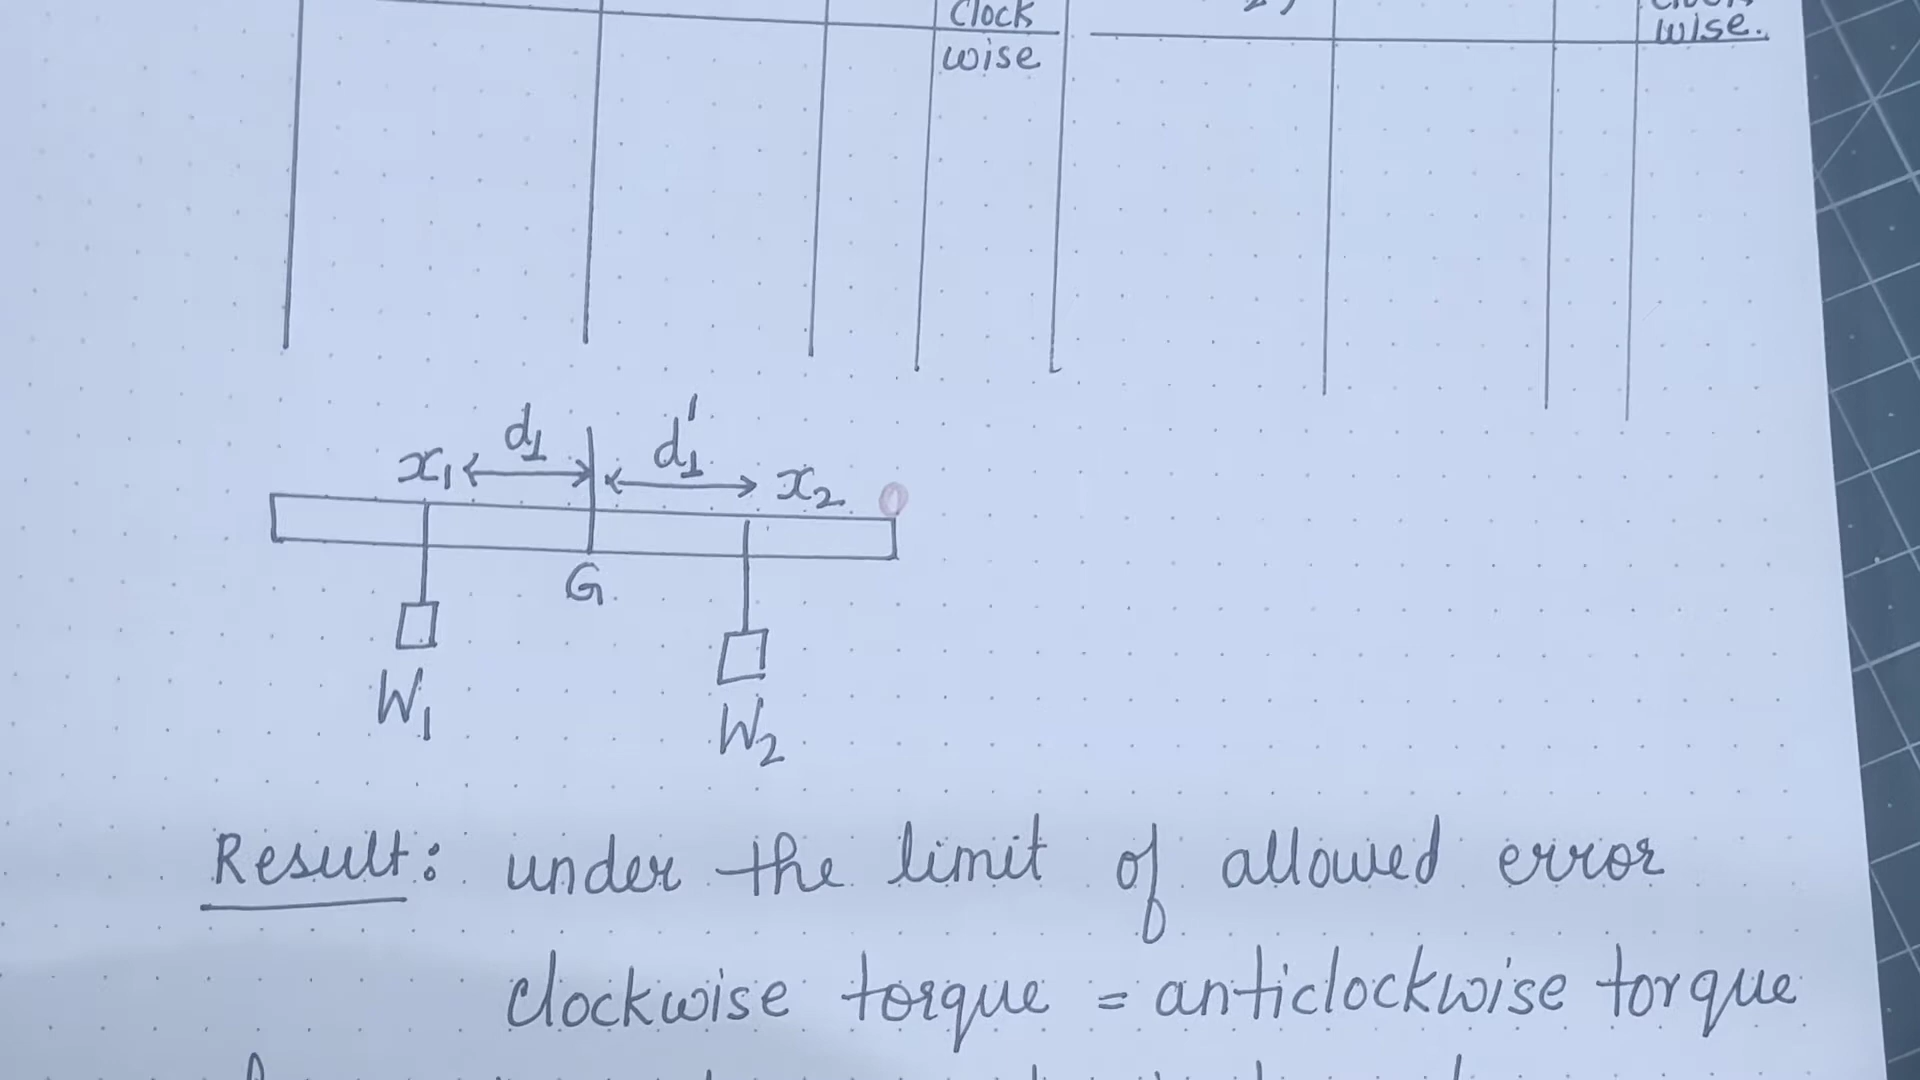 Clock
wise
wise.
d1
d1'
x1
x2
G
W1
W2
Result: under the limit of allowed error
clockwise torque = anticlockwise torque